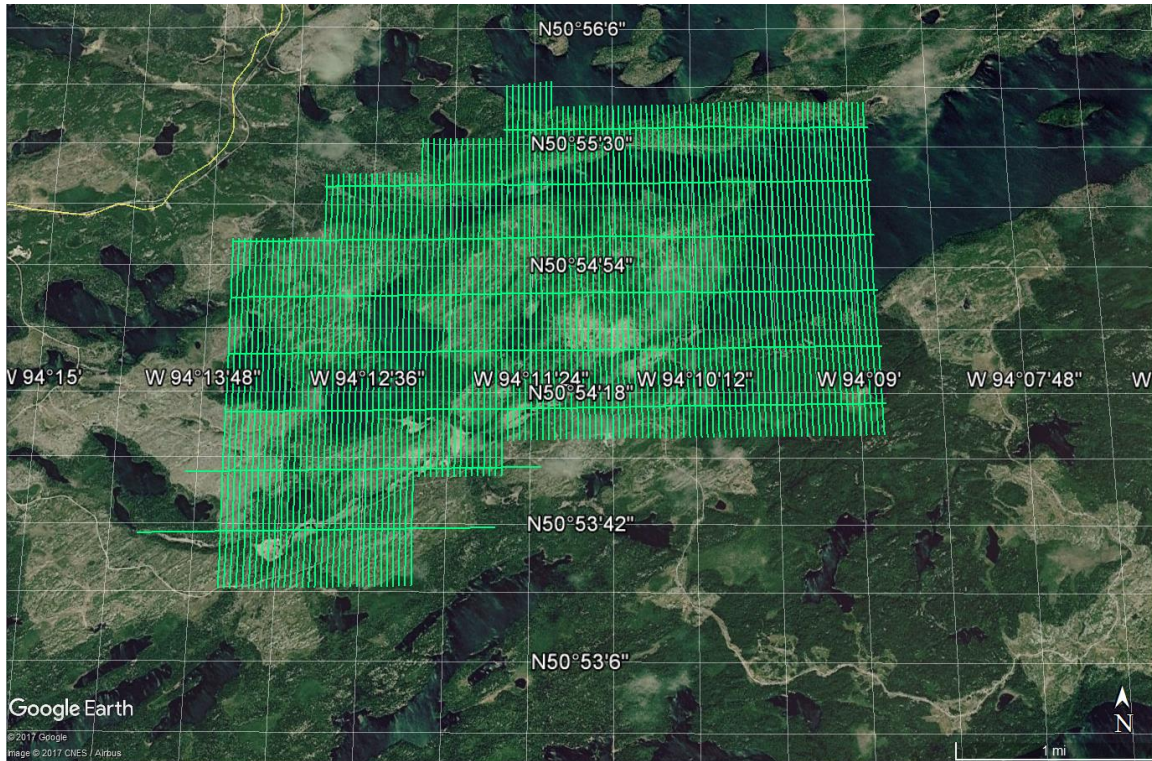 N50°56'6"
N50°55'30"
N50°54'54"
W 94°15' W 94°13'48" W 94°12'36" W 94°11'24" W 94°10'12" W 94°09' W 94°07'48" W
N50°54'18"
N50°53'42"
N50°53'6"
Google Earth
© 2017 Google
Image © 2017 CNES / Airbus
N
1 mi